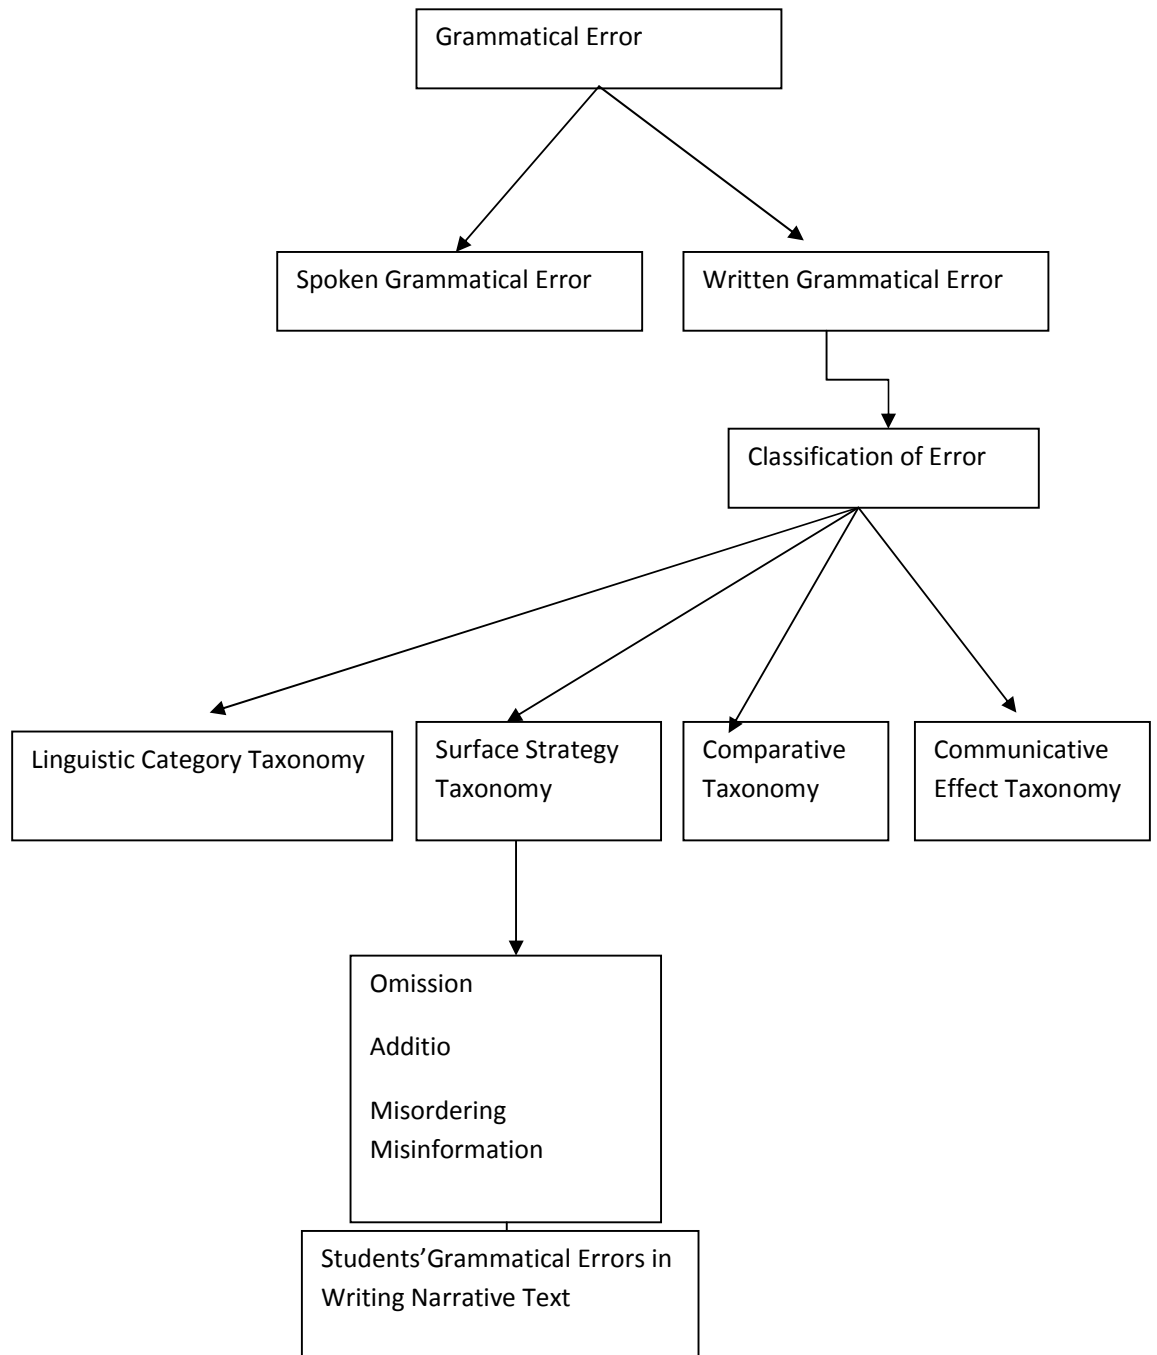 Grammatical Error
Spoken Grammatical Error
Written Grammatical Error
Classification of Error
Linguistic Category Taxonomy
Surface Strategy
Taxonomy
Comparative
Taxonomy
Communicative
Effect Taxonomy
Omission
Additio
Misordering
Misinformation
Students’Grammatical Errors in
Writing Narrative Text